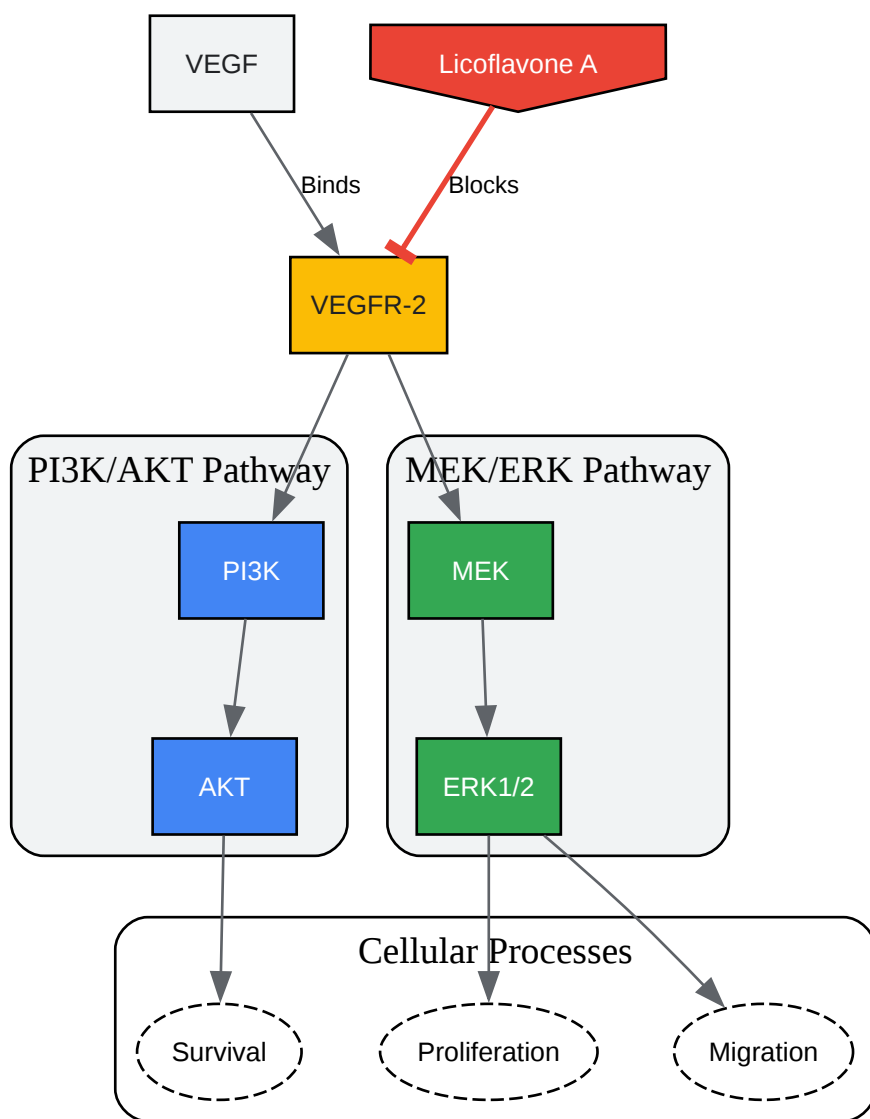 VEGF
Licoflavone A
Binds
Blocks
VEGFR-2
PI3K/AKT Pathway
MEK/ERK Pathway
PI3K
MEK
AKT
ERK1/2
Cellular Processes
Survival
Proliferation
Migration